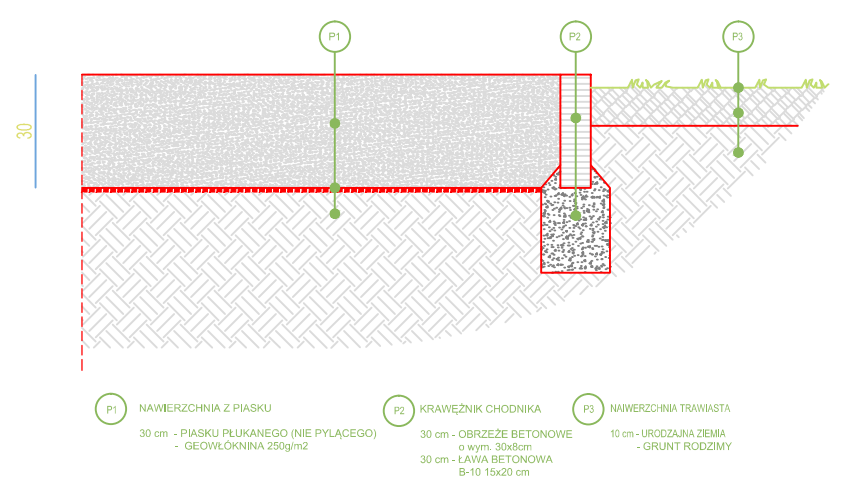 P1
P2
P3
30
P1
NAWIERZCHNIA Z PIASKU
30 cm - PIASKU PŁUKANEGO (NIE PYLĄCEGO)
- GEOWŁÓKNINA 250g/m2
P2
KRAWĘŻNIK CHODNIKA
30 cm - OBRZEŻE BETONOWE
o wym. 30x8cm
30 cm - ŁAWA BETONOWA
B-10 15x20 cm
P3
NAIWERZCHNIA TRAWIASTA
10 cm - URODZAJNA ZIEMIA
- GRUNT RODZIMY